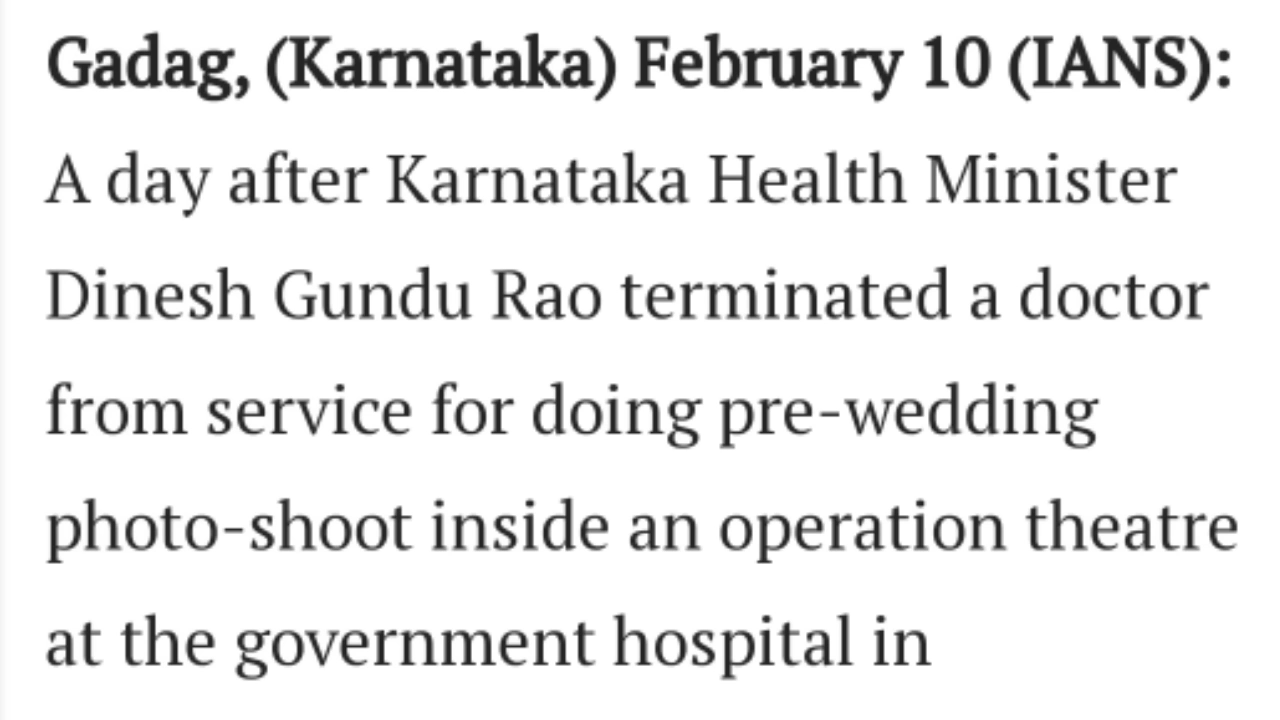 Gadag, (Karnataka) February 10 (IANS):
A day after Karnataka Health Minister
Dinesh Gundu Rao terminated a doctor
from service for doing pre-wedding
photo-shoot inside an operation theatre
at the government hospital in